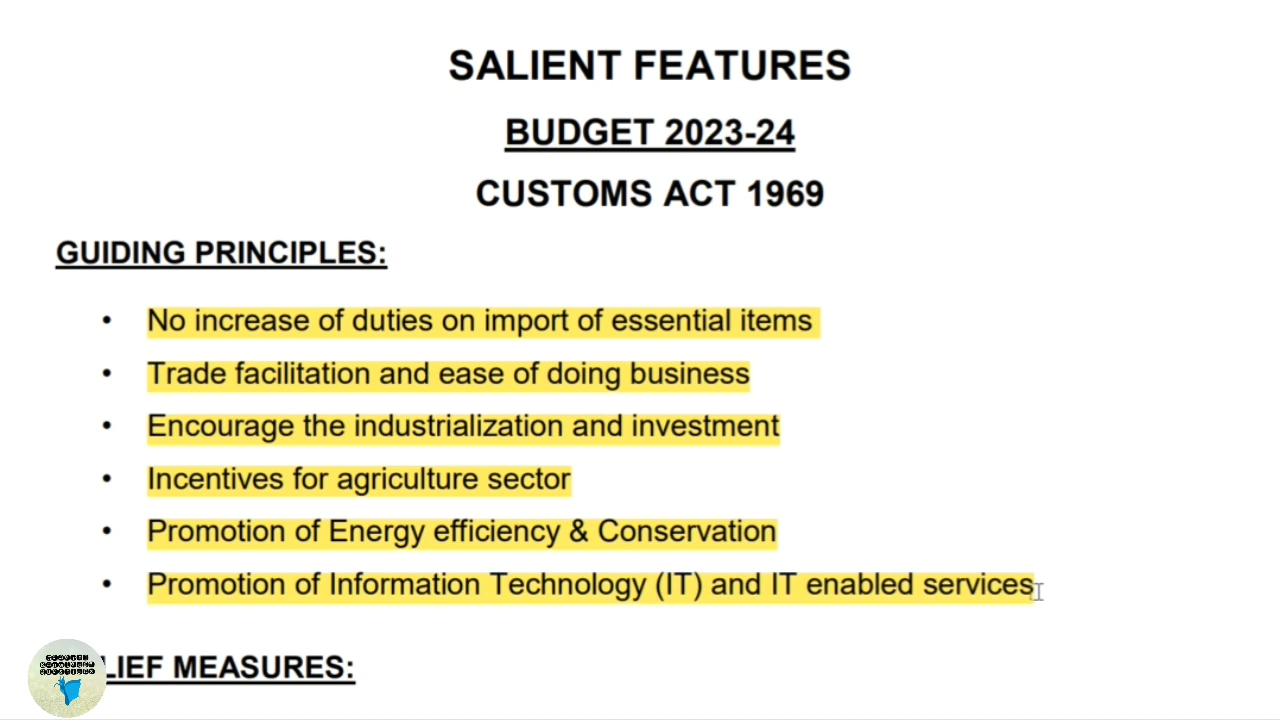 SALIENT FEATURES
BUDGET 2023-24
CUSTOMS ACT 1969
GUIDING PRINCIPLES:
• No increase of duties on import of essential items
• Trade facilitation and ease of doing business
• Encourage the industrialization and investment
• Incentives for agriculture sector
• Promotion of Energy efficiency & Conservation
• Promotion of Information Technology (IT) and IT enabled services
LIEF MEASURES: